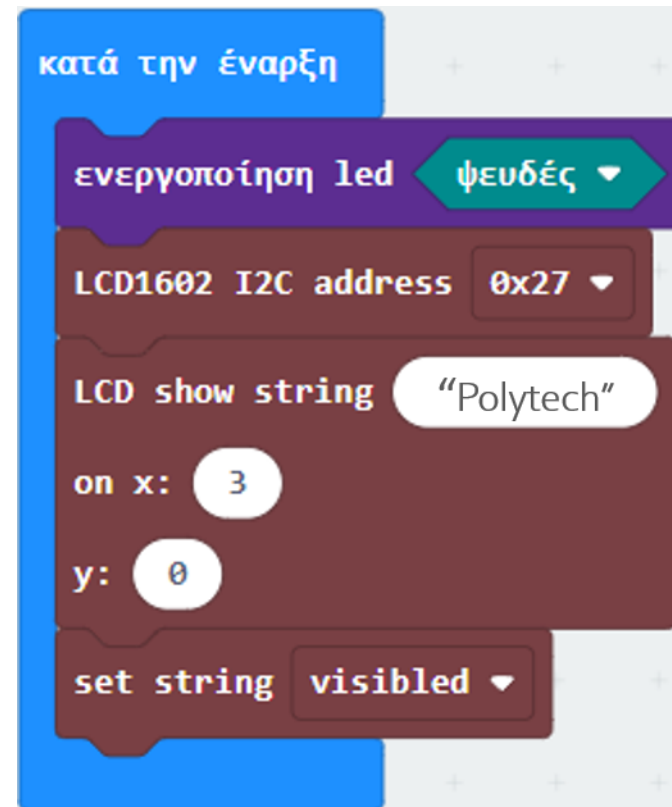 κατά την έναρξη
ενεργοποίηση led ψευδές
LCD1602 I2C address 0x27
LCD show string “Polytech”
on x: 3
y: 0
set string visibled